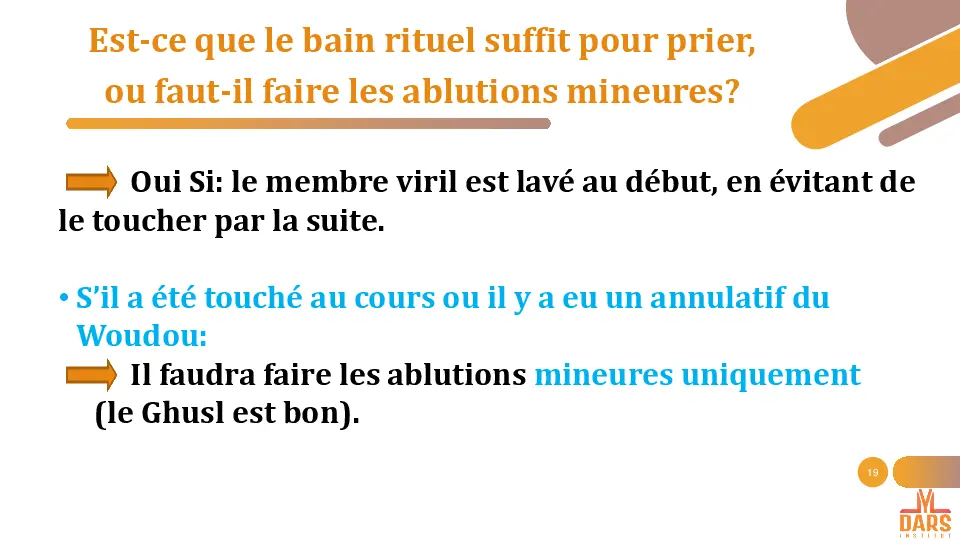 Est-ce que le bain rituel suffit pour prier,
ou faut-il faire les ablutions mineures?
Oui Si: le membre viril est lavé au début, en évitant de
le toucher par la suite.
• S’il a été touché au cours ou il y a eu un annulatif du
Woudou:
Il faudra faire les ablutions mineures uniquement
(le Ghusl est bon).
19
DARS
INSTITUT